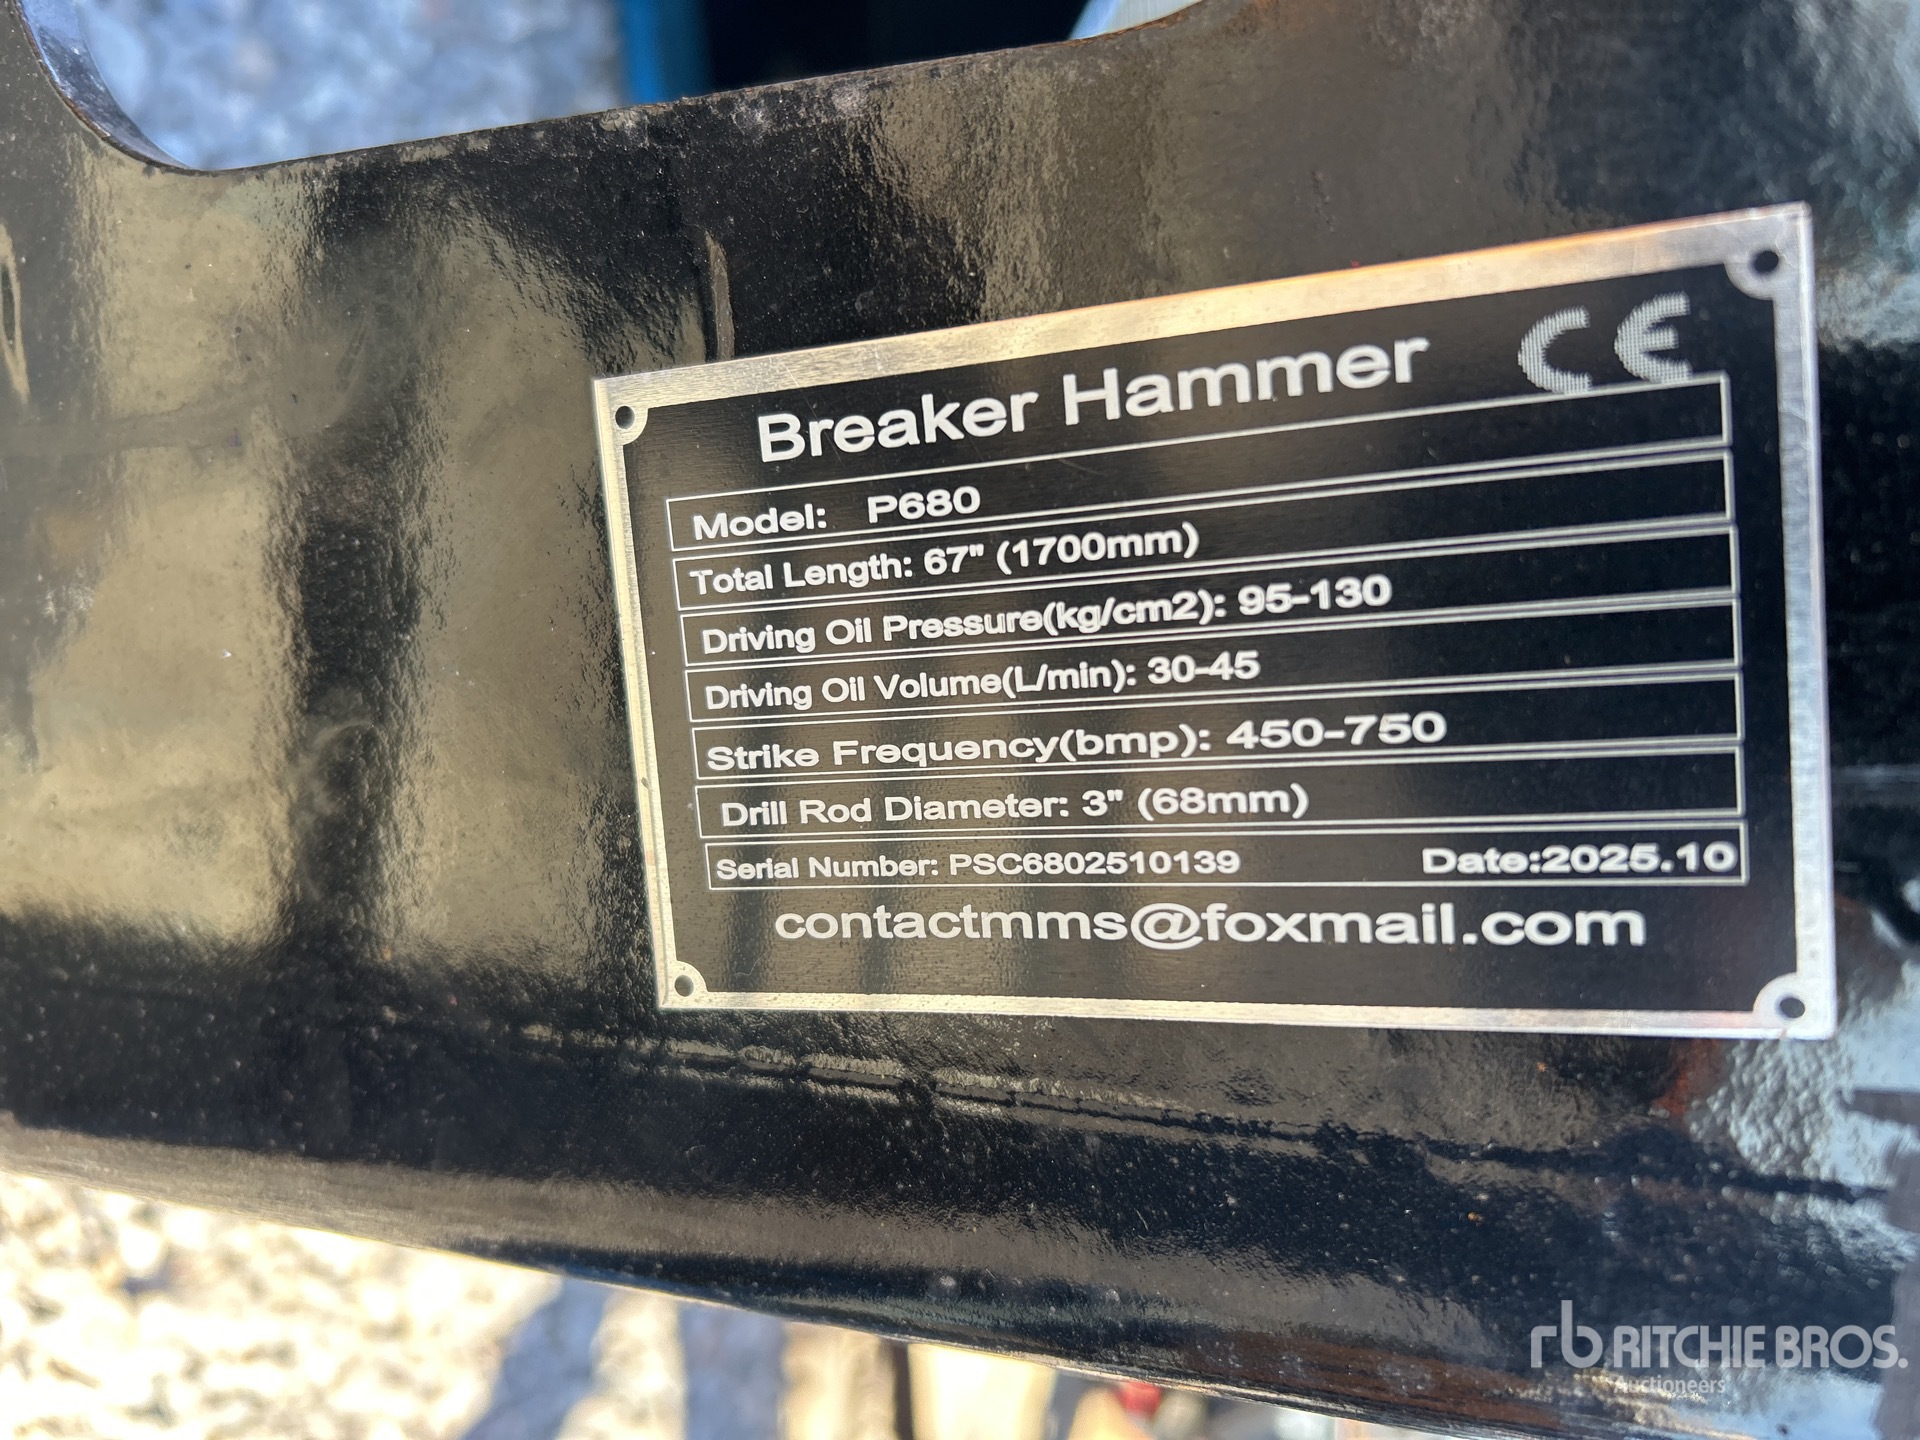 Breaker Hammer CE
Model: P680
Total Length: 67" (1700mm)
Driving Oil Pressure(kg/cm2): 95-130
Driving Oil Volume(L/min): 30-45
Strike Frequency(bmp): 450-750
Drill Rod Diameter: 3" (68mm)
Serial Number: PSC6802510139 Date:2025.10
contactmms@foxmail.com
rb RITCHIE BROS.
Auctioneers